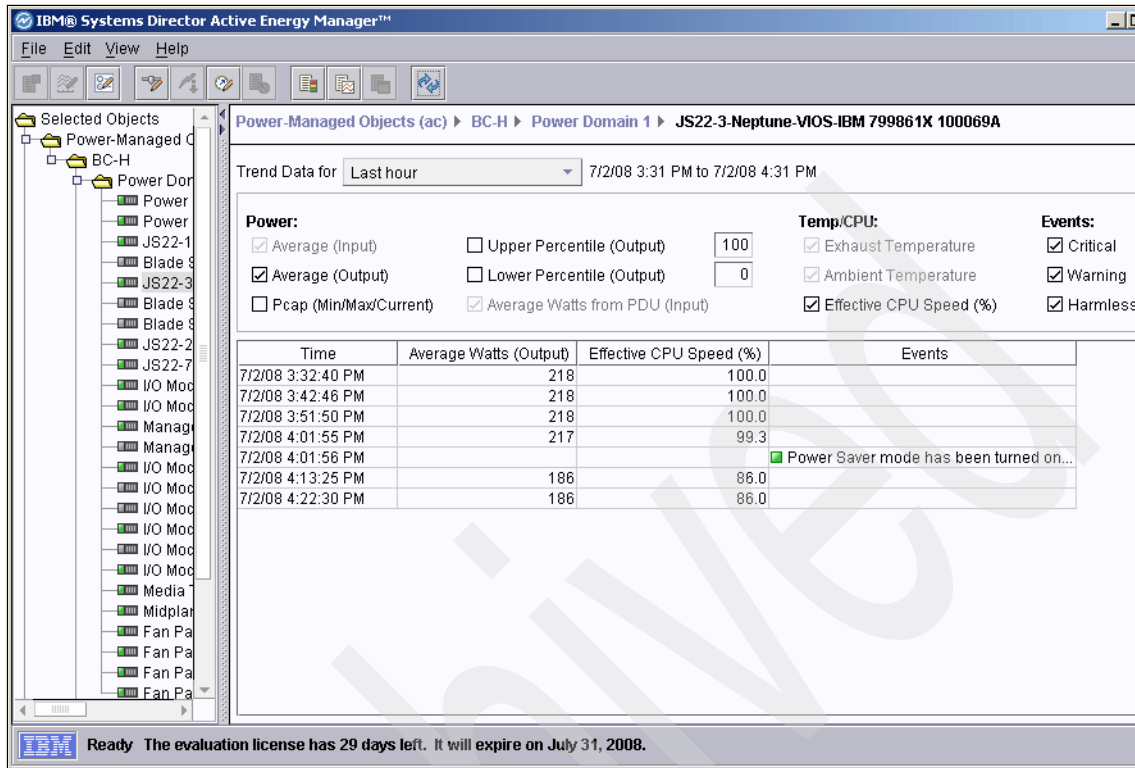 IBM® Systems Director Active Energy Manager™
File Edit View Help
Selected Objects
Power-Managed O
BC-H
Power Dor
Power
Power
JS22-1
Blade S
JS22-3
Blade S
Blade S
JS22-2
JS22-7
I/O Mod
I/O Mod
Manage
Manage
I/O Mod
I/O Mod
I/O Mod
I/O Mod
I/O Mod
I/O Mod
Media T
Midplan
Fan Pa
Fan Pa
Fan Pa
Fan Pa
Power-Managed Objects (ac) BC-H Power Domain 1 JS22-3-Neptune-VIOS-IBM 799861X 100069A
Trend Data for Last hour 7/2/08 3:31 PM to 7/2/08 4:31 PM
Power: Temp/CPU: Events:
Average (Input) Upper Percentile (Output) 100 Exhaust Temperature Critical
Average (Output) Lower Percentile (Output) 0 Ambient Temperature Warning
Pcap (Min/Max/Current) Average Watts from PDU (Input) Effective CPU Speed (%) Harmless
Time Average Watts (Output) Effective CPU Speed (%) Events
7/2/08 3:32:40 PM 218 100.0
7/2/08 3:42:46 PM 218 100.0
7/2/08 3:51:50 PM 218 100.0
7/2/08 4:01:55 PM 217 99.3
7/2/08 4:01:56 PM Power Saver mode has been turned on...
7/2/08 4:13:25 PM 186 86.0
7/2/08 4:22:30 PM 186 86.0
hived
IBM Ready The evaluation license has 29 days left. It will expire on July 31, 2008.